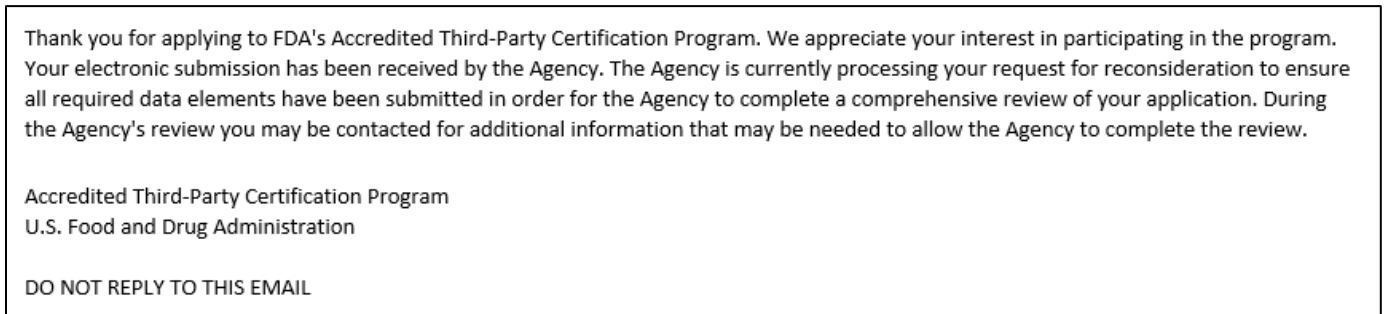 Thank you for applying to FDA's Accredited Third-Party Certification Program. We appreciate your interest in participating in the program.
Your electronic submission has been received by the Agency. The Agency is currently processing your request for reconsideration to ensure
all required data elements have been submitted in order for the Agency to complete a comprehensive review of your application. During
the Agency's review you may be contacted for additional information that may be needed to allow the Agency to complete the review.
Accredited Third-Party Certification Program
U.S. Food and Drug Administration
DO NOT REPLY TO THIS EMAIL